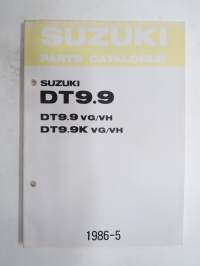 SUZUKI
PARTS CATALOGUE
SUZUKI
DT9.9
DT9.9 VG/VH
DT9.9K VG/VH
1986-5